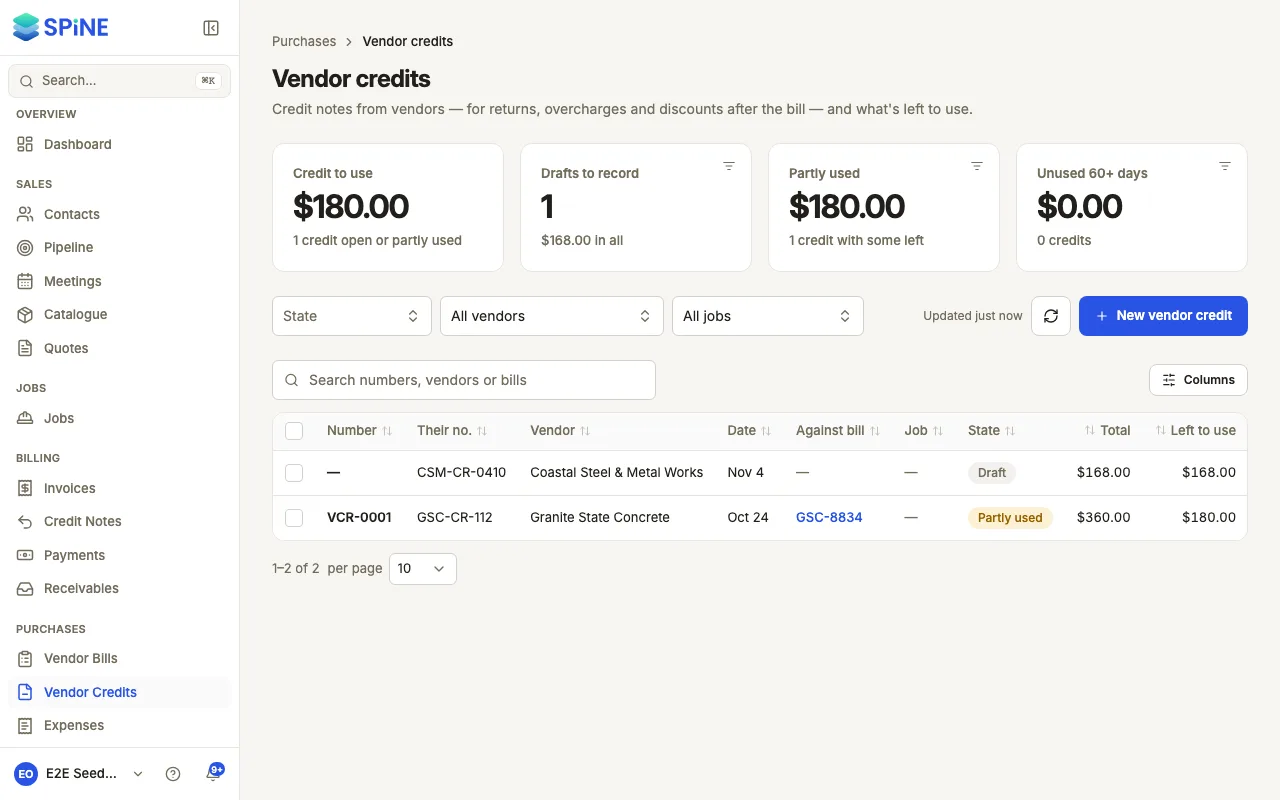 SPiNE
Search... ⌘K
OVERVIEW
Dashboard
SALES
Contacts
Pipeline
Meetings
Catalogue
Quotes
JOBS
Jobs
BILLING
Invoices
Credit Notes
Payments
Receivables
PURCHASES
Vendor Bills
Vendor Credits
Expenses
EO E2E Seed... 9+
Purchases > Vendor credits
Vendor credits
Credit notes from vendors — for returns, overcharges and discounts after the bill — and what's left to use.
Credit to use
$180.00
1 credit open or partly used
Drafts to record
1
$168.00 in all
Partly used
$180.00
1 credit with some left
Unused 60+ days
$0.00
0 credits
State All vendors All jobs Updated just now + New vendor credit
Search numbers, vendors or bills Columns
Number Their no. Vendor Date Against bill Job State Total Left to use
— CSM-CR-0410 Coastal Steel & Metal Works Nov 4 — — Draft $168.00 $168.00
VCR-0001 GSC-CR-112 Granite State Concrete Oct 24 GSC-8834 — Partly used $360.00 $180.00
1–2 of 2 per page 10